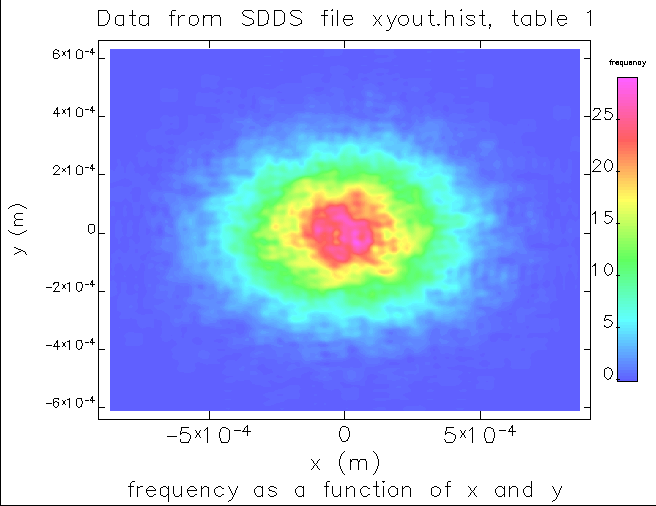 Data from SDDS file xyout.hist, table 1
frequency
6×10⁻⁴
4×10⁻⁴
2×10⁻⁴
0
−2×10⁻⁴
−4×10⁻⁴
−6×10⁻⁴
y (m)
25
20
15
10
5
0
−5×10⁻⁴ 0 5×10⁻⁴
x (m)
frequency as a function of x and y